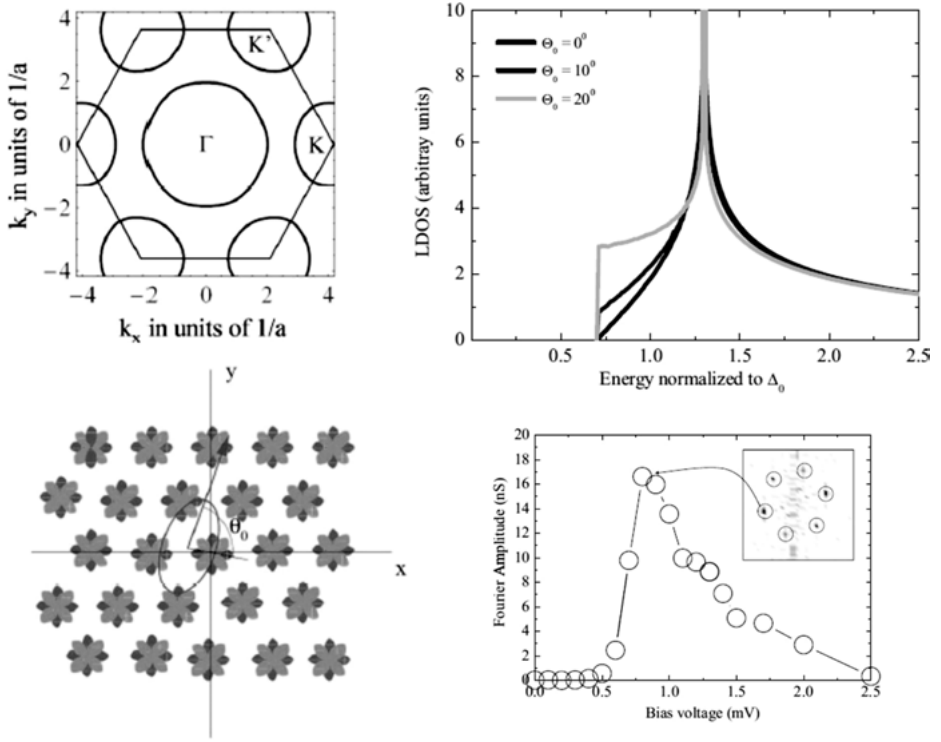 4
2
0
−2
−4
k_y in units of 1/a
K'
Γ
K
−4 −2 0 2 4
k_x in units of 1/a
10
8
6
4
2
0
LDOS (arbitray units)
Θ₀ = 0⁰
Θ₀ = 10⁰
Θ₀ = 20⁰
0.5 1.0 1.5 2.0 2.5
Energy normalized to Δ₀
y
θ₀
x
20
18
16
14
12
10
8
6
4
2
0
Fourier Amplitude (nS)
0.0 0.5 1.0 1.5 2.0 2.5
Bias voltage (mV)